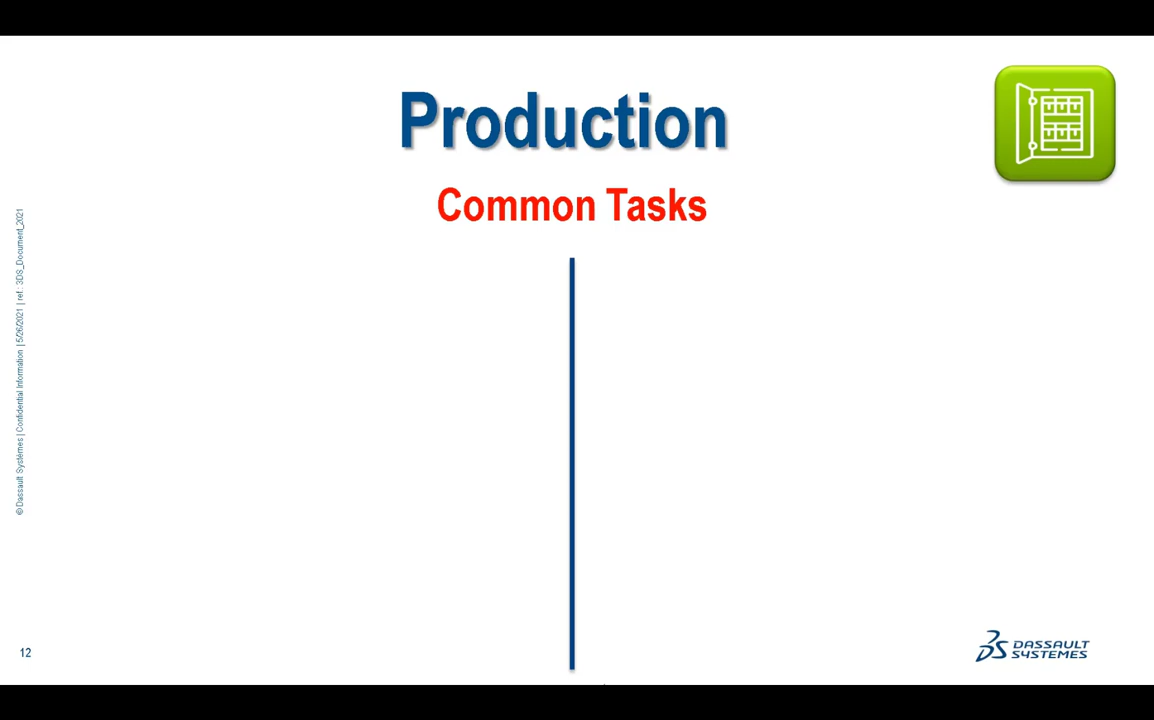 Production
Common Tasks
© Dassault Systèmes | Confidential Information | 5/26/2021 | ref.: 3DS_Document_2021
12
DASSAULT
SYSTEMES